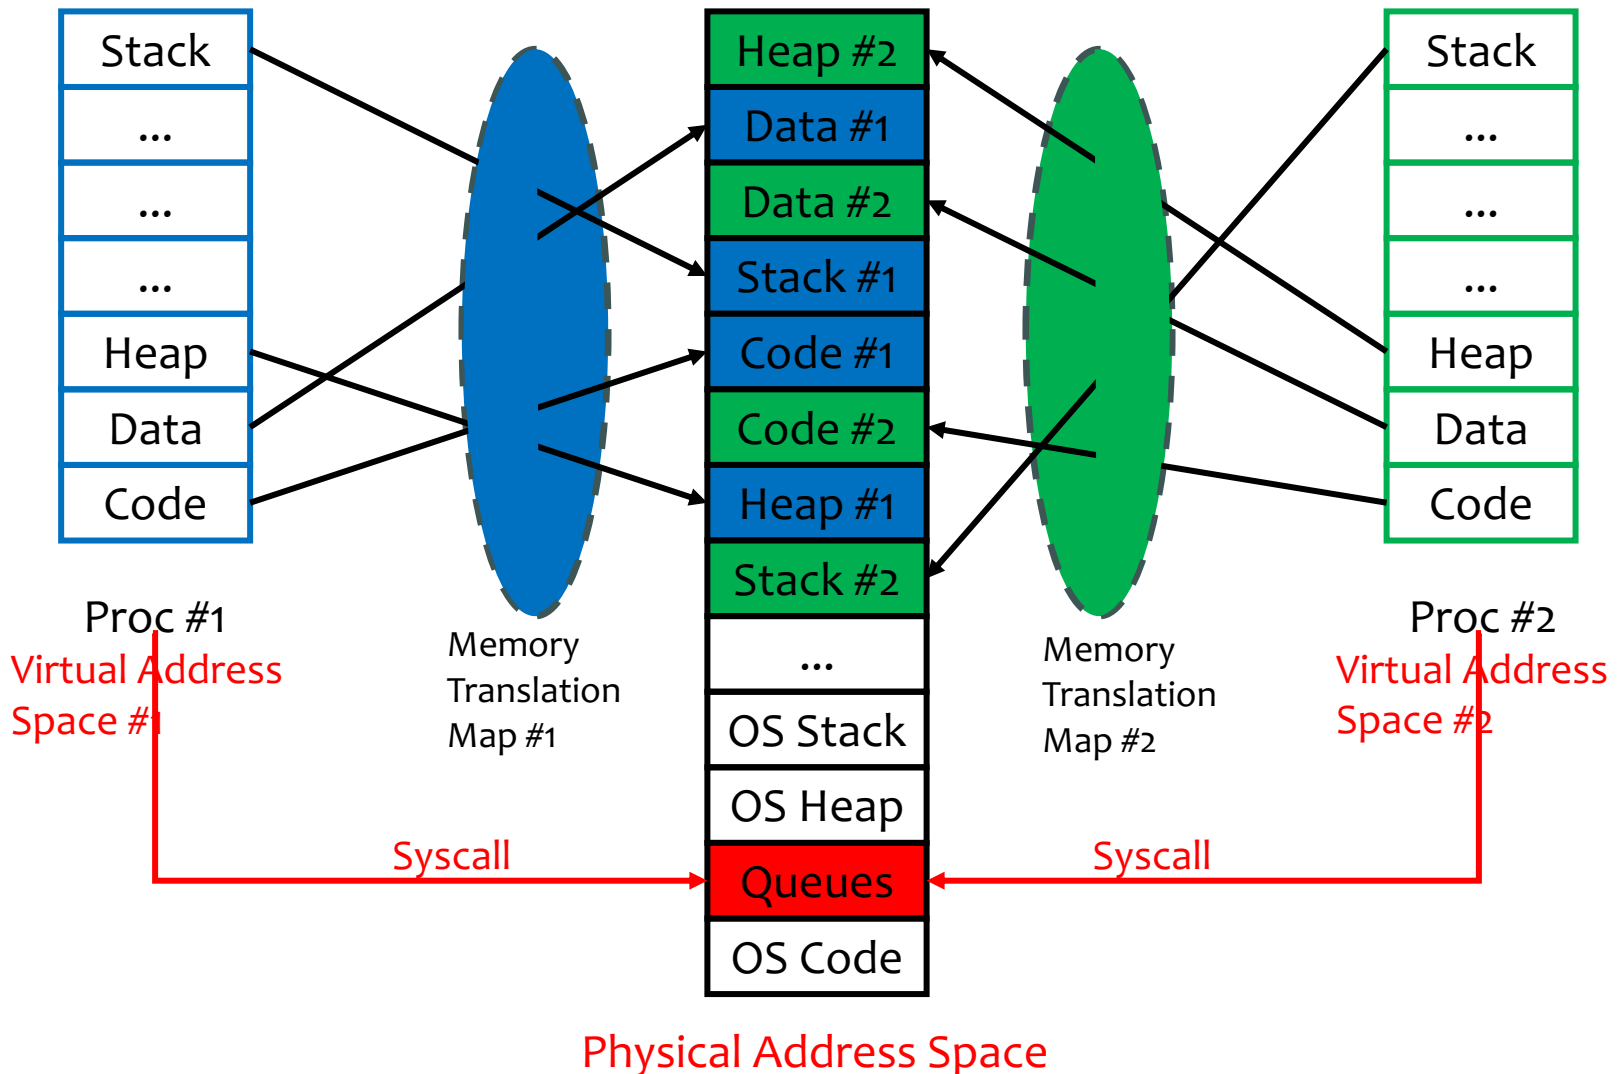 Stack
...
...
...
Heap
Data
Code
Proc #1
Virtual Address
Space #1
Memory
Translation
Map #1
Syscall
Heap #2
Data #1
Data #2
Stack #1
Code #1
Code #2
Heap #1
Stack #2
...
OS Stack
OS Heap
Queues
OS Code
Physical Address Space
Memory
Translation
Map #2
Syscall
Stack
...
...
...
Heap
Data
Code
Proc #2
Virtual Address
Space #2